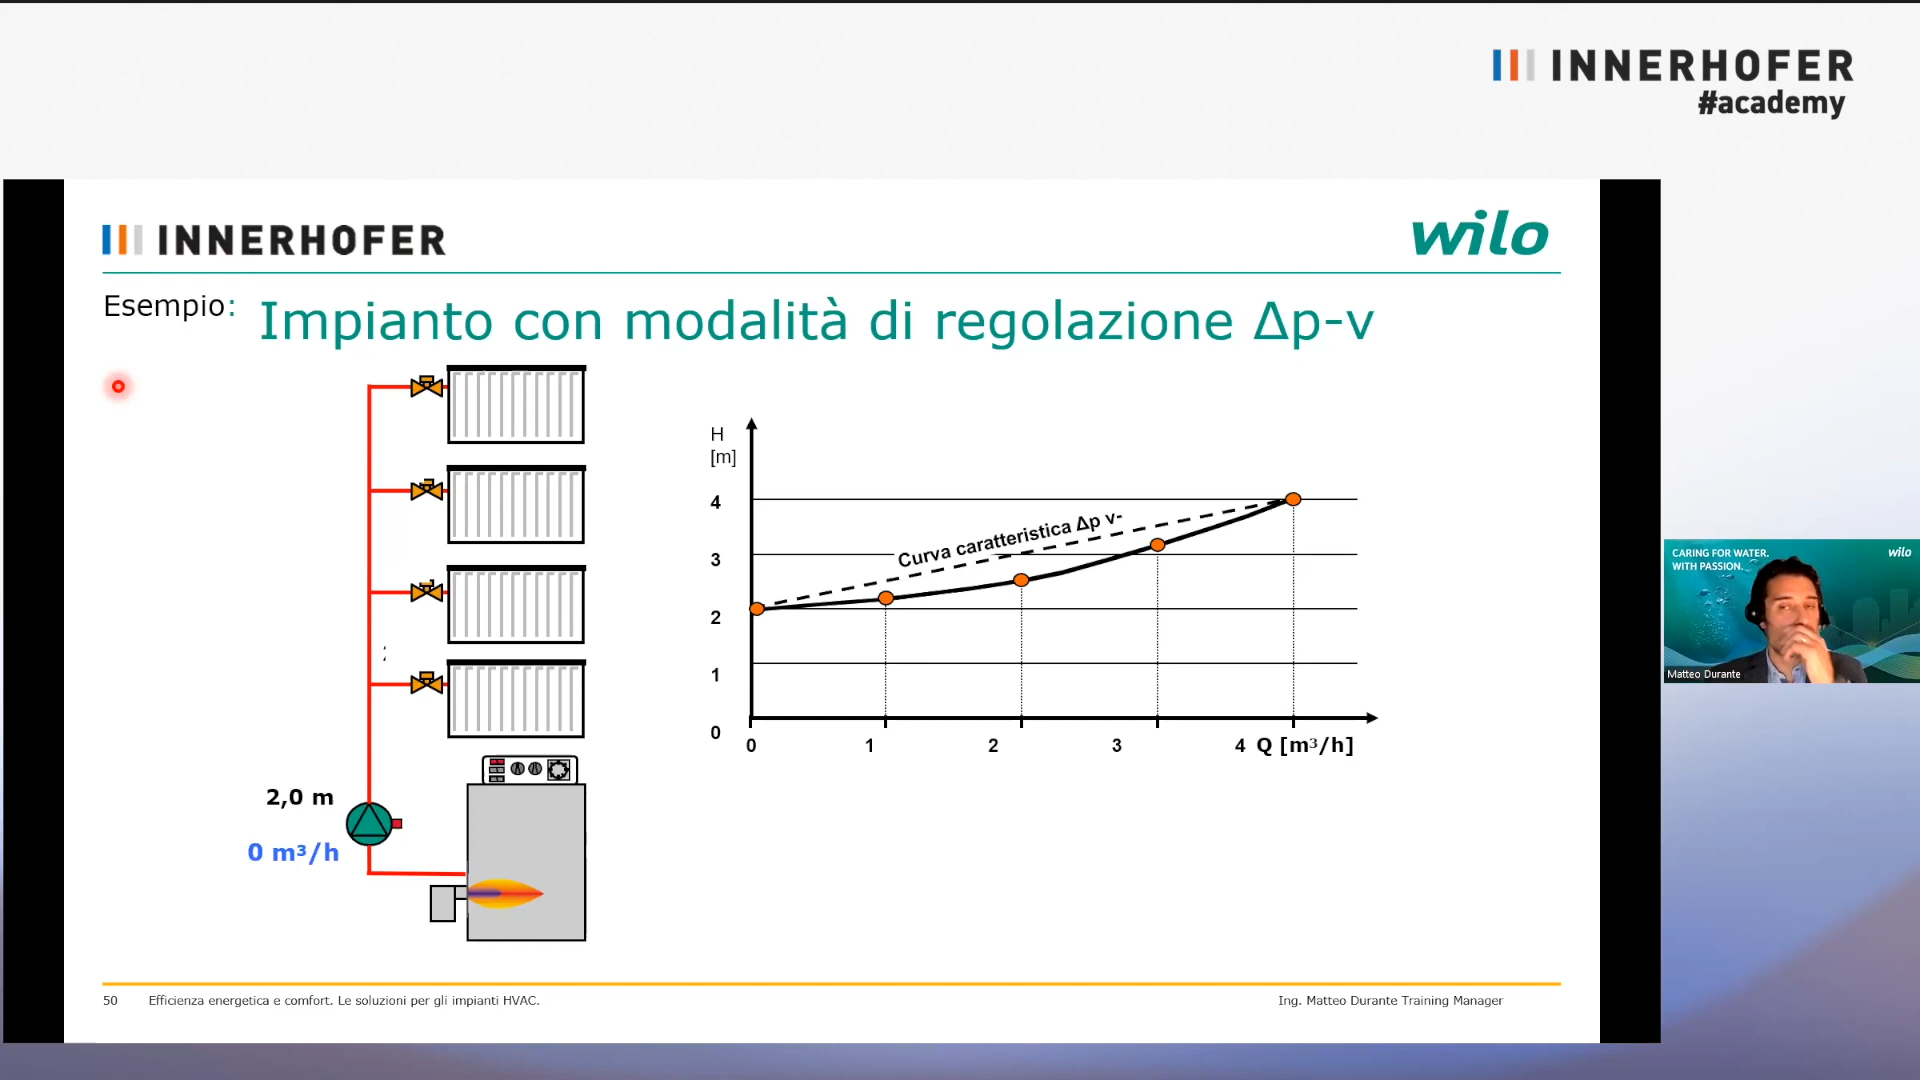 INNERHOFER
#academy
INNERHOFER
wilo
Esempio:
Impianto con modalità di regolazione Δp-v
H
[m]
4
3
2
1
0
Curva caratteristica Δp v-
0 1 2 3 4 Q [m³/h]
2,0 m
0 m³/h
CARING FOR WATER.
WITH PASSION.
wilo
Matteo Durante
50 Efficienza energetica e comfort. Le soluzioni per gli impianti HVAC.
Ing. Matteo Durante Training Manager